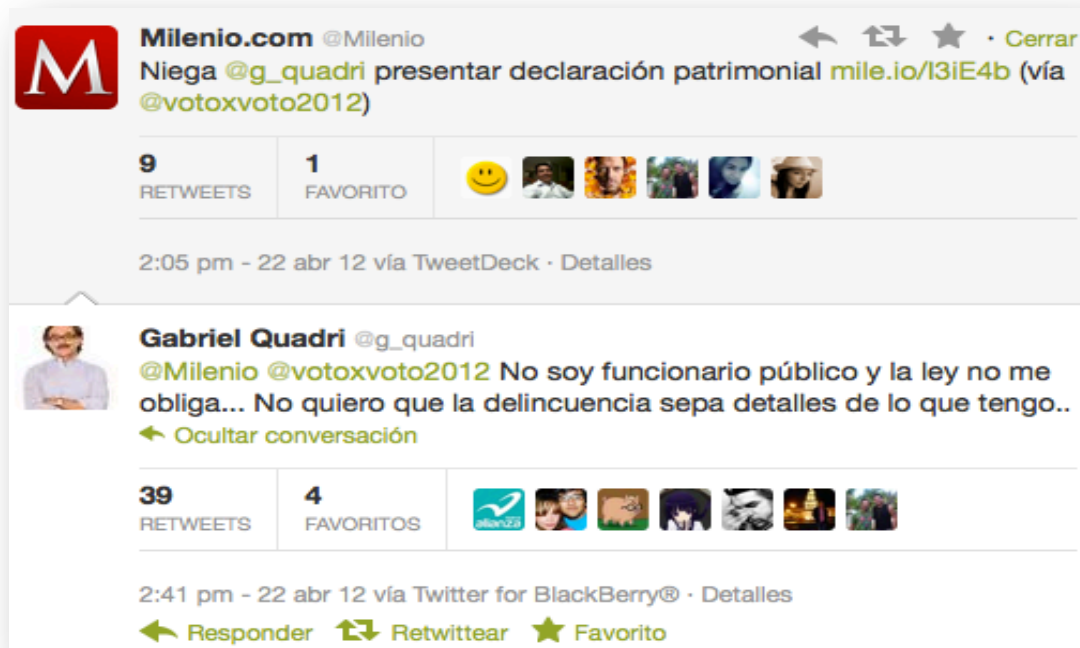 M
Milenio.com @Milenio
· Cerrar
Niega @g_quadri presentar declaración patrimonial mile.io/I3iE4b (vía
@votoxvoto2012)
9 1
RETWEETS FAVORITO
2:05 pm - 22 abr 12 vía TweetDeck · Detalles
Gabriel Quadri @g_quadri
@Milenio @votoxvoto2012 No soy funcionario público y la ley no me
obliga... No quiero que la delincuencia sepa detalles de lo que tengo..
Ocultar conversación
39 4
RETWEETS FAVORITOS
alianza
2:41 pm - 22 abr 12 vía Twitter for BlackBerry® · Detalles
Responder Retwittear Favorito